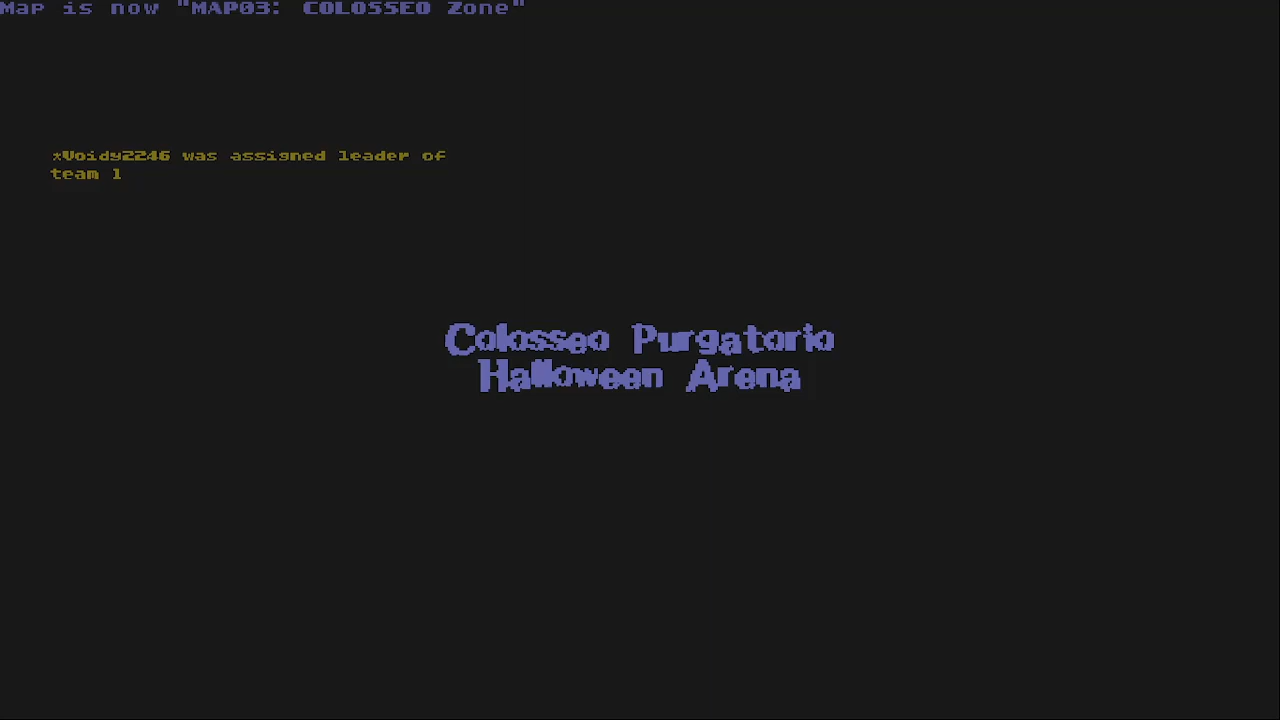 Map is now "MAP03: COLOSSEO Zone"
*Voidy2246 was assigned leader of
team 1
Colosseo Purgatorio
Halloween Arena